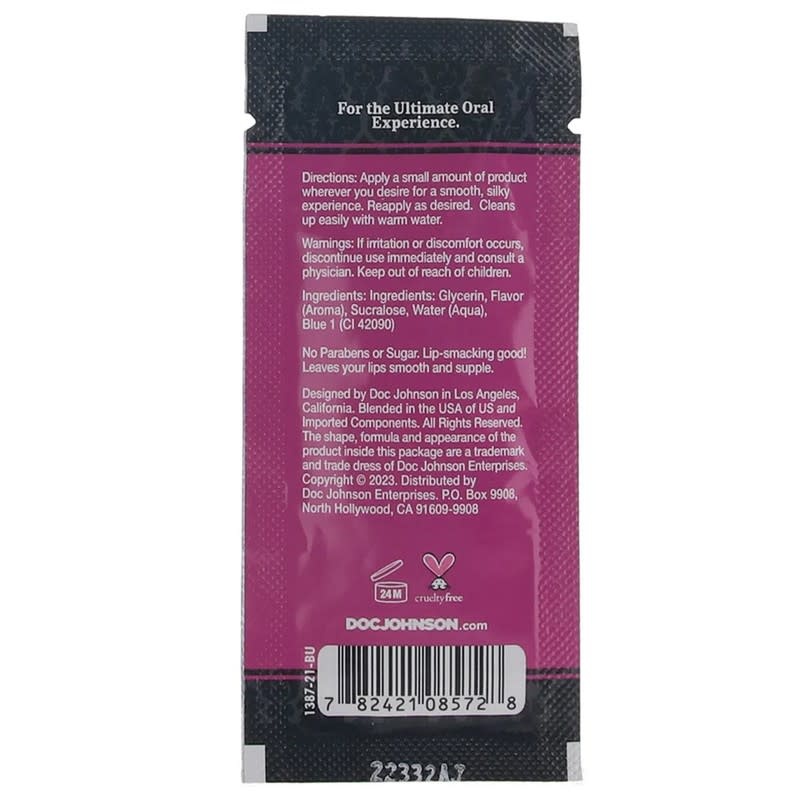 For the Ultimate Oral
Experience.
Directions: Apply a small amount of product
wherever you desire for a smooth, silky
experience. Reapply as desired. Cleans
up easily with warm water.
Warnings: If irritation or discomfort occurs,
discontinue use immediately and consult a
physician. Keep out of reach of children.
Ingredients: Ingredients: Glycerin, Flavor
(Aroma), Sucralose, Water (Aqua),
Blue 1 (CI 42090)
No Parabens or Sugar. Lip-smacking good!
Leaves your lips smooth and supple.
Designed by Doc Johnson in Los Angeles,
California. Blended in the USA of US and
Imported Components. All Rights Reserved.
The shape, formula and appearance of the
product inside this package are a trademark
and trade dress of Doc Johnson Enterprises.
Copyright © 2023. Distributed by
Doc Johnson Enterprises. P.O. Box 9908,
North Hollywood, CA 91609-9908
24M
crueltyfree
DOCJOHNSON.com
1387-21-BU
7 82421 08572 8